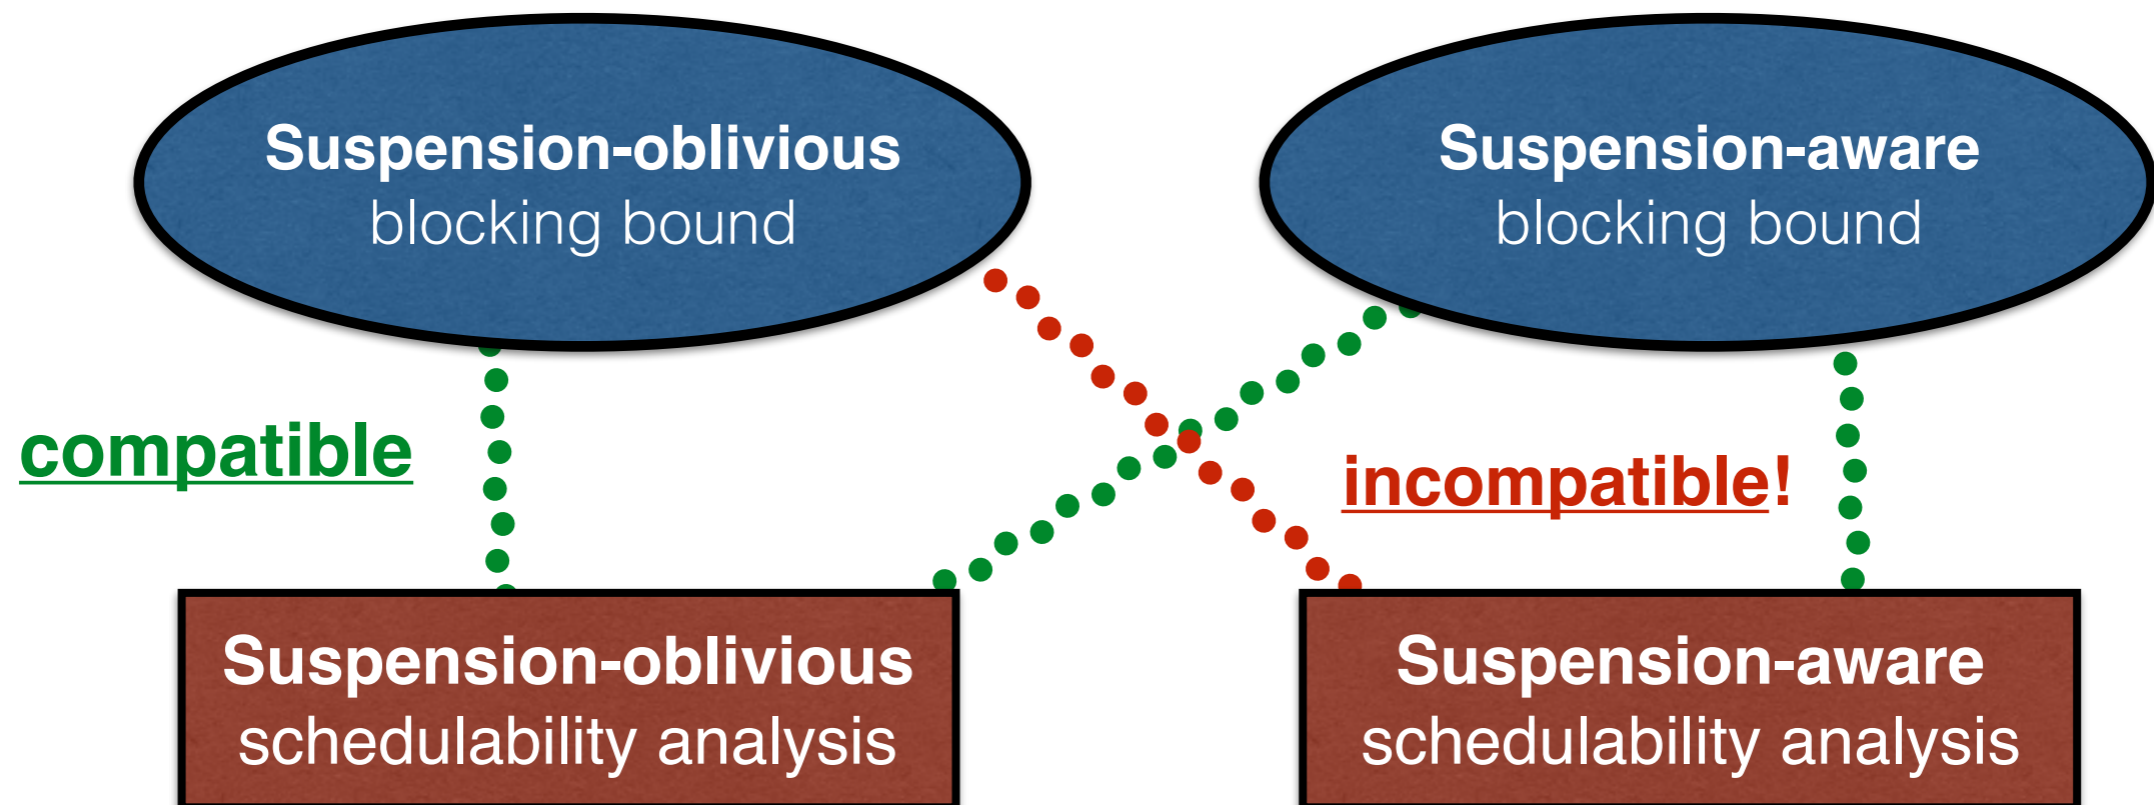 Suspension-oblivious
blocking bound
Suspension-aware
blocking bound
compatible
incompatible!
Suspension-oblivious
schedulability analysis
Suspension-aware
schedulability analysis